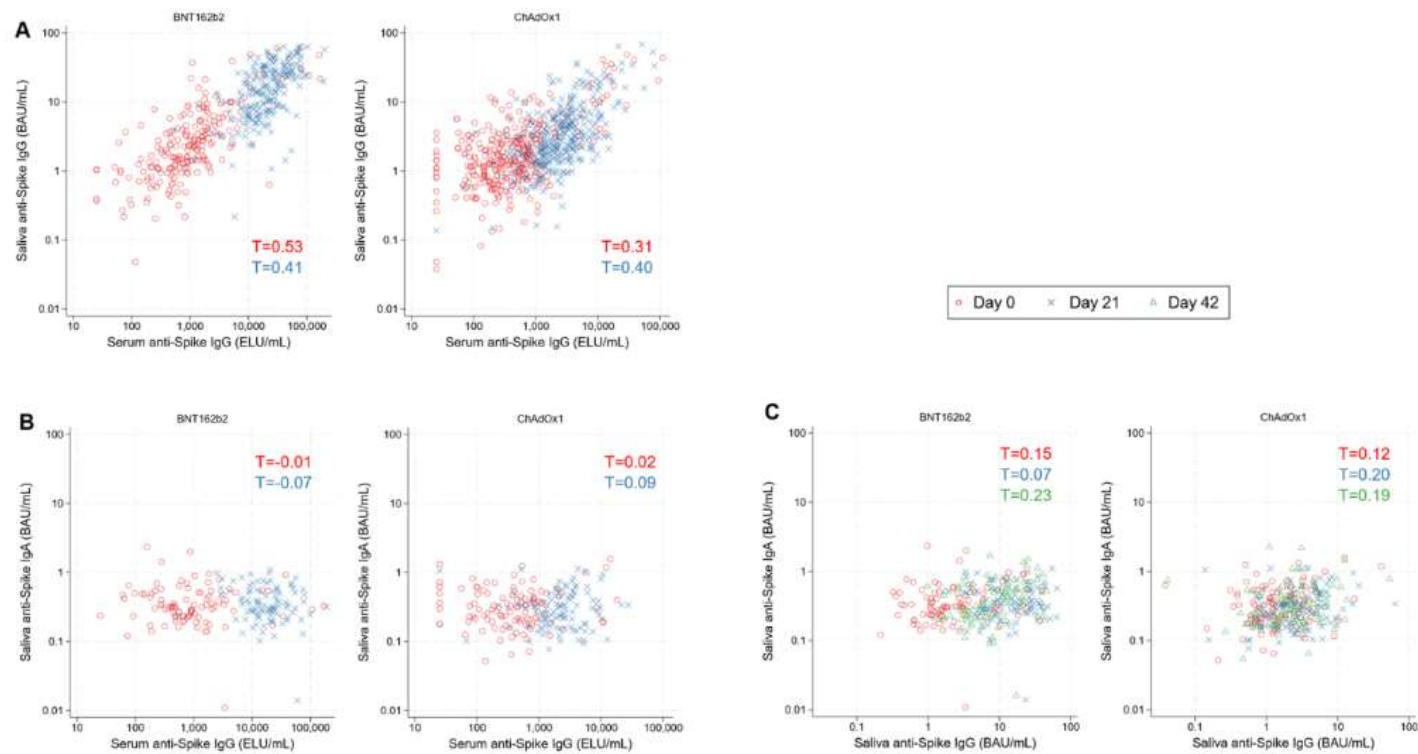 A
BNT162b2
ChAdOx1
Saliva anti-Spike IgG (BAU/mL)
100
10
1
0.1
0.01
T=0.53
T=0.41
10 100 1,000 10,000 100,000
Serum anti-Spike IgG (ELU/mL)
Saliva anti-Spike IgG (BAU/mL)
100
10
1
0.1
0.01
T=0.31
T=0.40
10 100 1,000 10,000 100,000
Serum anti-Spike IgG (ELU/mL)
Day 0 Day 21 Day 42
B
BNT162b2
ChAdOx1
Saliva anti-Spike IgA (BAU/mL)
100
10
1
0.1
0.01
T=-0.01
T=-0.07
10 100 1,000 10,000 100,000
Serum anti-Spike IgG (ELU/mL)
Saliva anti-Spike IgA (BAU/mL)
100
10
1
0.1
0.01
T=0.02
T=0.09
10 100 1,000 10,000 100,000
Serum anti-Spike IgG (ELU/mL)
C
BNT162b2
ChAdOx1
Saliva anti-Spike IgA (BAU/mL)
100
10
1
0.1
0.01
T=0.15
T=0.07
T=0.23
0.1 1 10 100
Saliva anti-Spike IgG (BAU/mL)
Saliva anti-Spike IgA (BAU/mL)
100
10
1
0.1
0.01
T=0.12
T=0.20
T=0.19
0.1 1 10 100
Saliva anti-Spike IgG (BAU/mL)